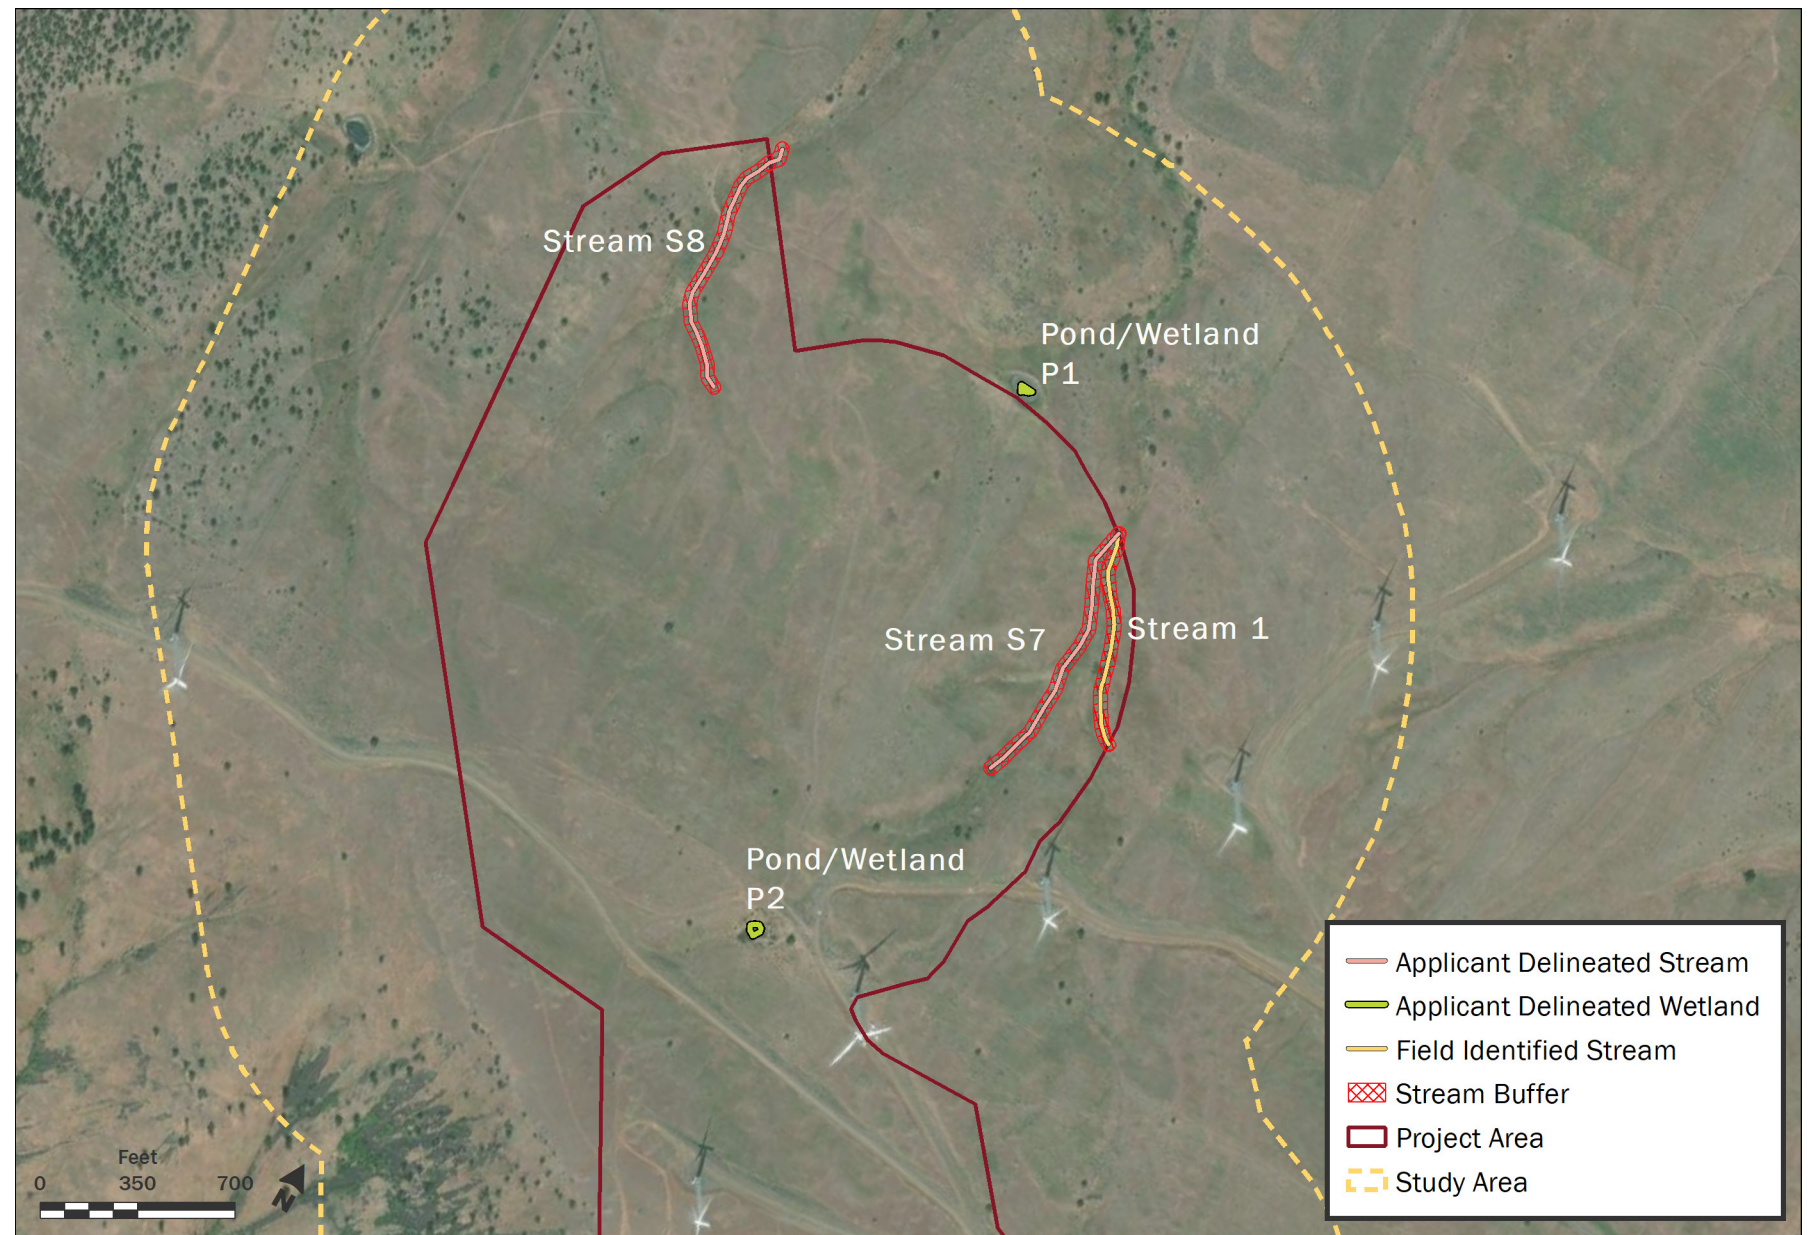 Stream S8
Pond/Wetland
P1
Stream S7
Stream 1
Pond/Wetland
P2
Applicant Delineated Stream
Applicant Delineated Wetland
Field Identified Stream
Stream Buffer
Project Area
Study Area
Feet
0 350 700
N